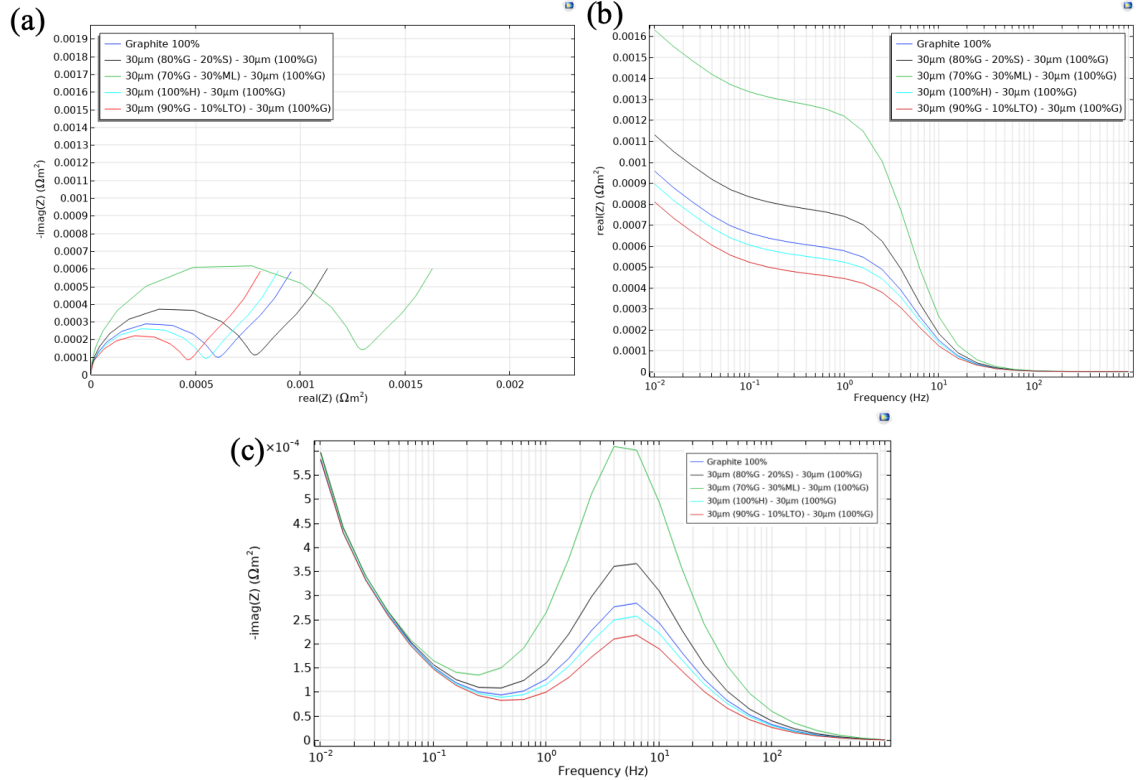 (a)
0.0019
0.0018
0.0017
0.0016
0.0015
0.0014
0.0013
0.0012
0.0011
0.001
0.0009
0.0008
0.0007
0.0006
0.0005
0.0004
0.0003
0.0002
0.0001
0
-imag(Z) (Ωm²)
Graphite 100%
30µm (80%G - 20%S) - 30µm (100%G)
30µm (70%G - 30%ML) - 30µm (100%G)
30µm (100%H) - 30µm (100%G)
30µm (90%G - 10%LTO) - 30µm (100%G)
0 0.0005 0.001 0.0015 0.002
real(Z) (Ωm²)
(b)
0.0016
0.0015
0.0014
0.0013
0.0012
0.0011
0.001
0.0009
0.0008
0.0007
0.0006
0.0005
0.0004
0.0003
0.0002
0.0001
0
real(Z) (Ωm²)
Graphite 100%
30µm (80%G - 20%S) - 30µm (100%G)
30µm (70%G - 30%ML) - 30µm (100%G)
30µm (100%H) - 30µm (100%G)
30µm (90%G - 10%LTO) - 30µm (100%G)
10⁻² 10⁻¹ 10⁰ 10¹ 10²
Frequency (Hz)
(c)
×10⁻⁴
5.5
5
4.5
4
3.5
3
2.5
2
1.5
1
0.5
0
-imag(Z) (Ωm²)
Graphite 100%
30µm (80%G - 20%S) - 30µm (100%G)
30µm (70%G - 30%ML) - 30µm (100%G)
30µm (100%H) - 30µm (100%G)
30µm (90%G - 10%LTO) - 30µm (100%G)
10⁻² 10⁻¹ 10⁰ 10¹ 10²
Frequency (Hz)